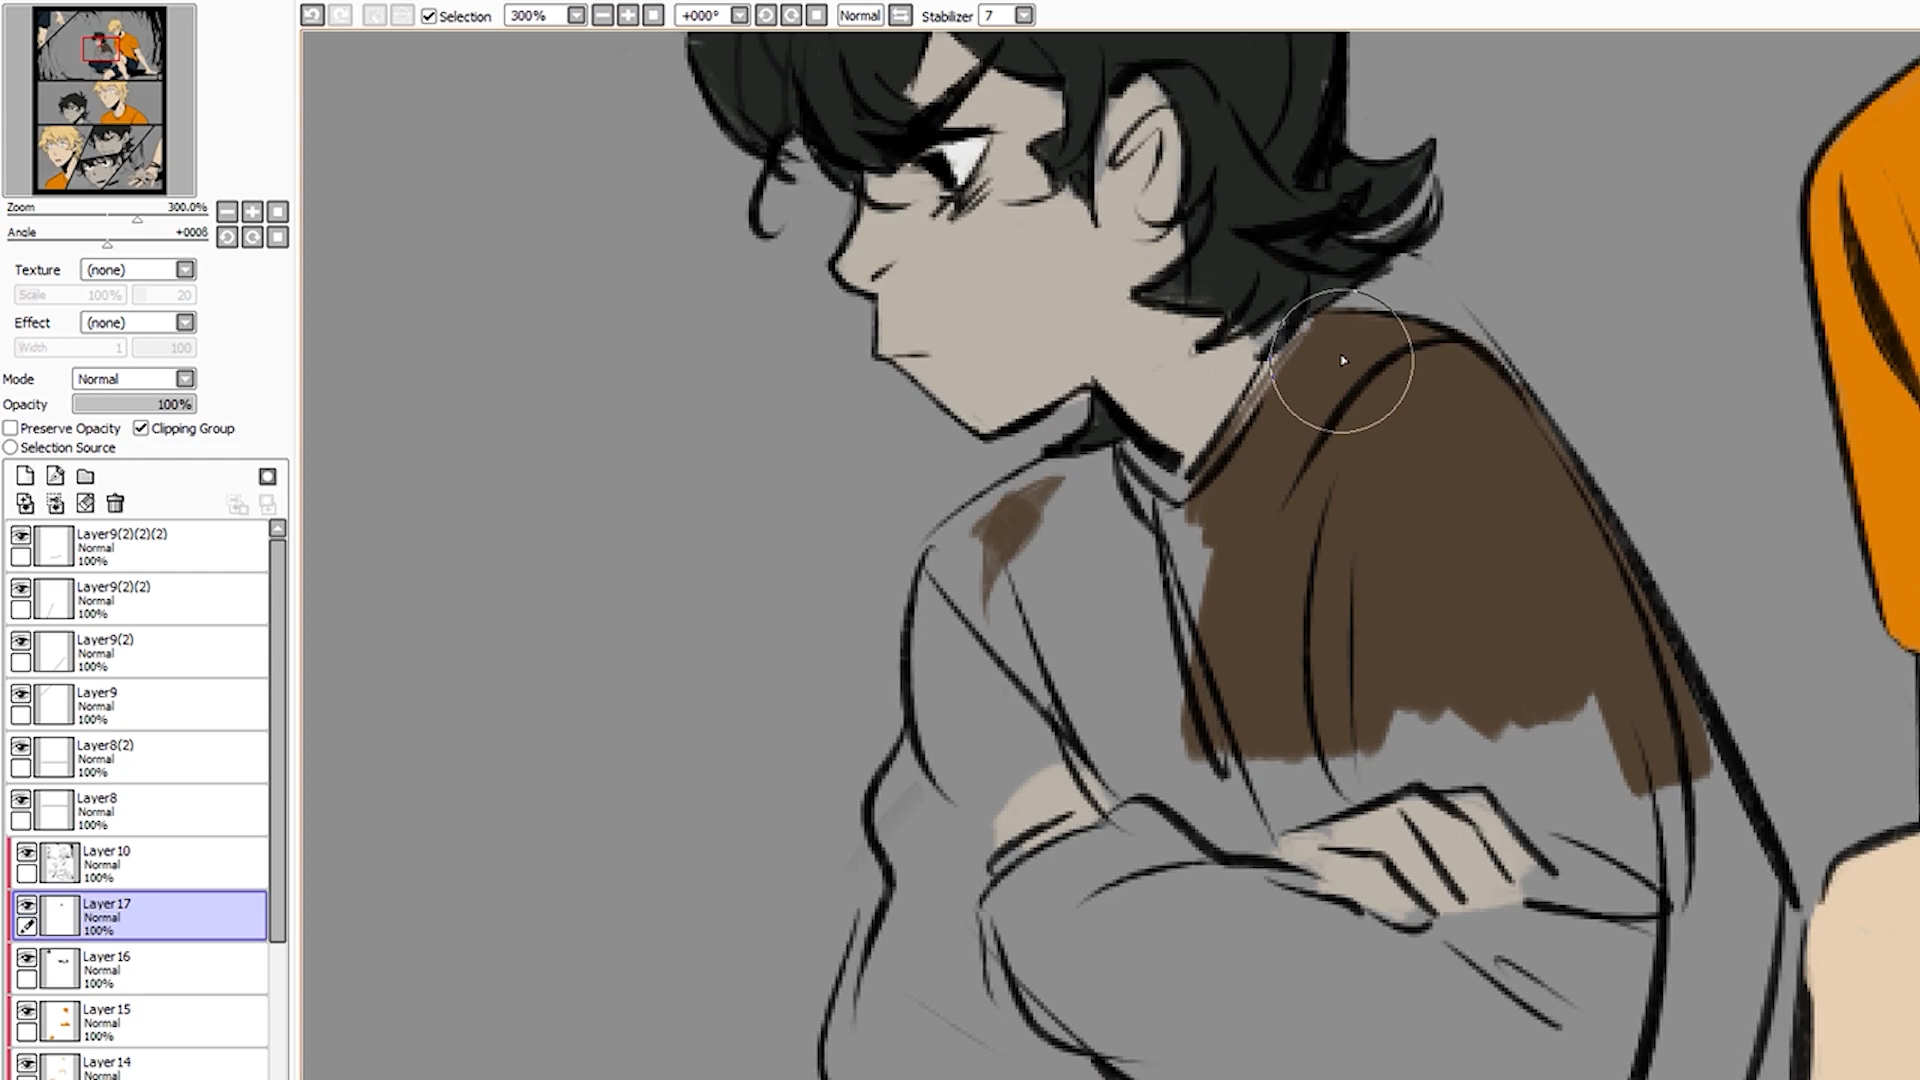 Selection 300% +000° Normal Stabilizer 7
Zoom 300.0%
Angle +000ß
Texture (none)
Scale 100% 20
Effect (none)
Width 1 100
Mode Normal
Opacity 100%
Preserve Opacity Clipping Group
Selection Source
Layer9(2)(2)(2)
Normal
100%
Layer9(2)(2)
Normal
100%
Layer9(2)
Normal
100%
Layer9
Normal
100%
Layer8(2)
Normal
100%
Layer8
Normal
100%
Layer10
Normal
100%
Layer17
Normal
100%
Layer16
Normal
100%
Layer15
Normal
100%
Layer14
Normal